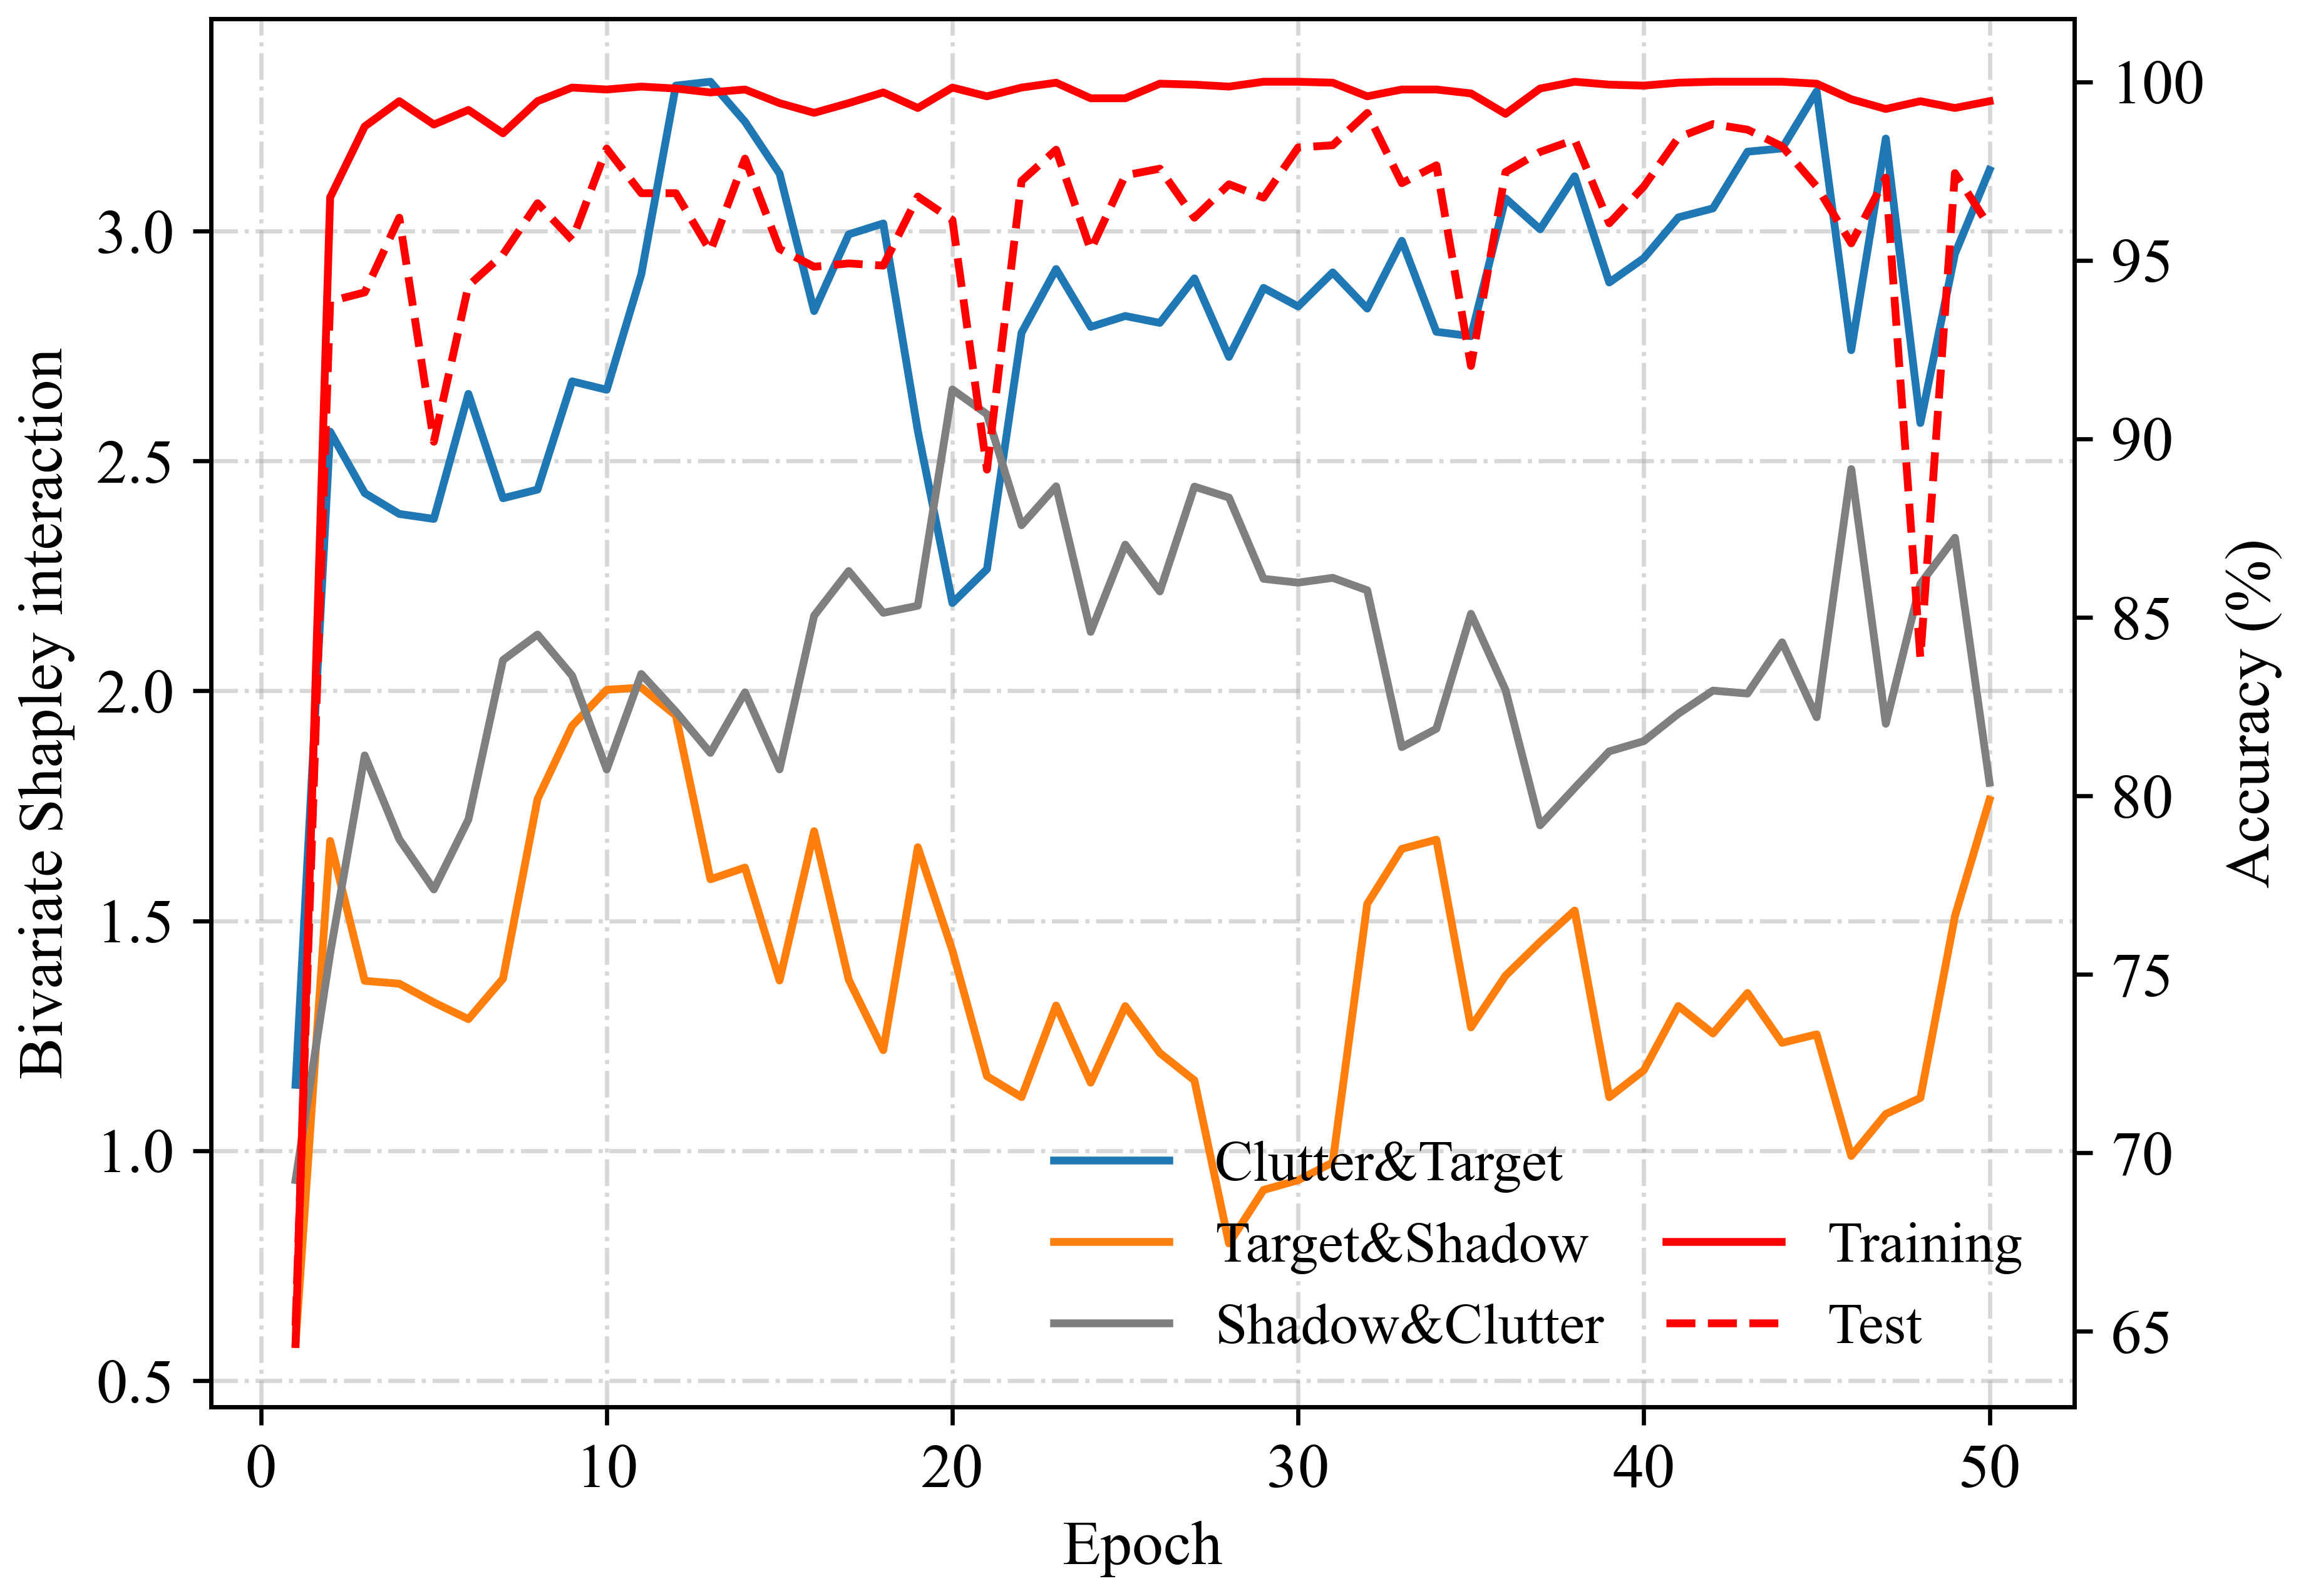 Bivariate Shapley interaction
3.0
2.5
2.0
1.5
1.0
0.5
100
95
90
85
80
75
70
65
Accuracy (%)
Clutter&Target
Target&Shadow
Shadow&Clutter
Training
Test
0 10 20 30 40 50
Epoch